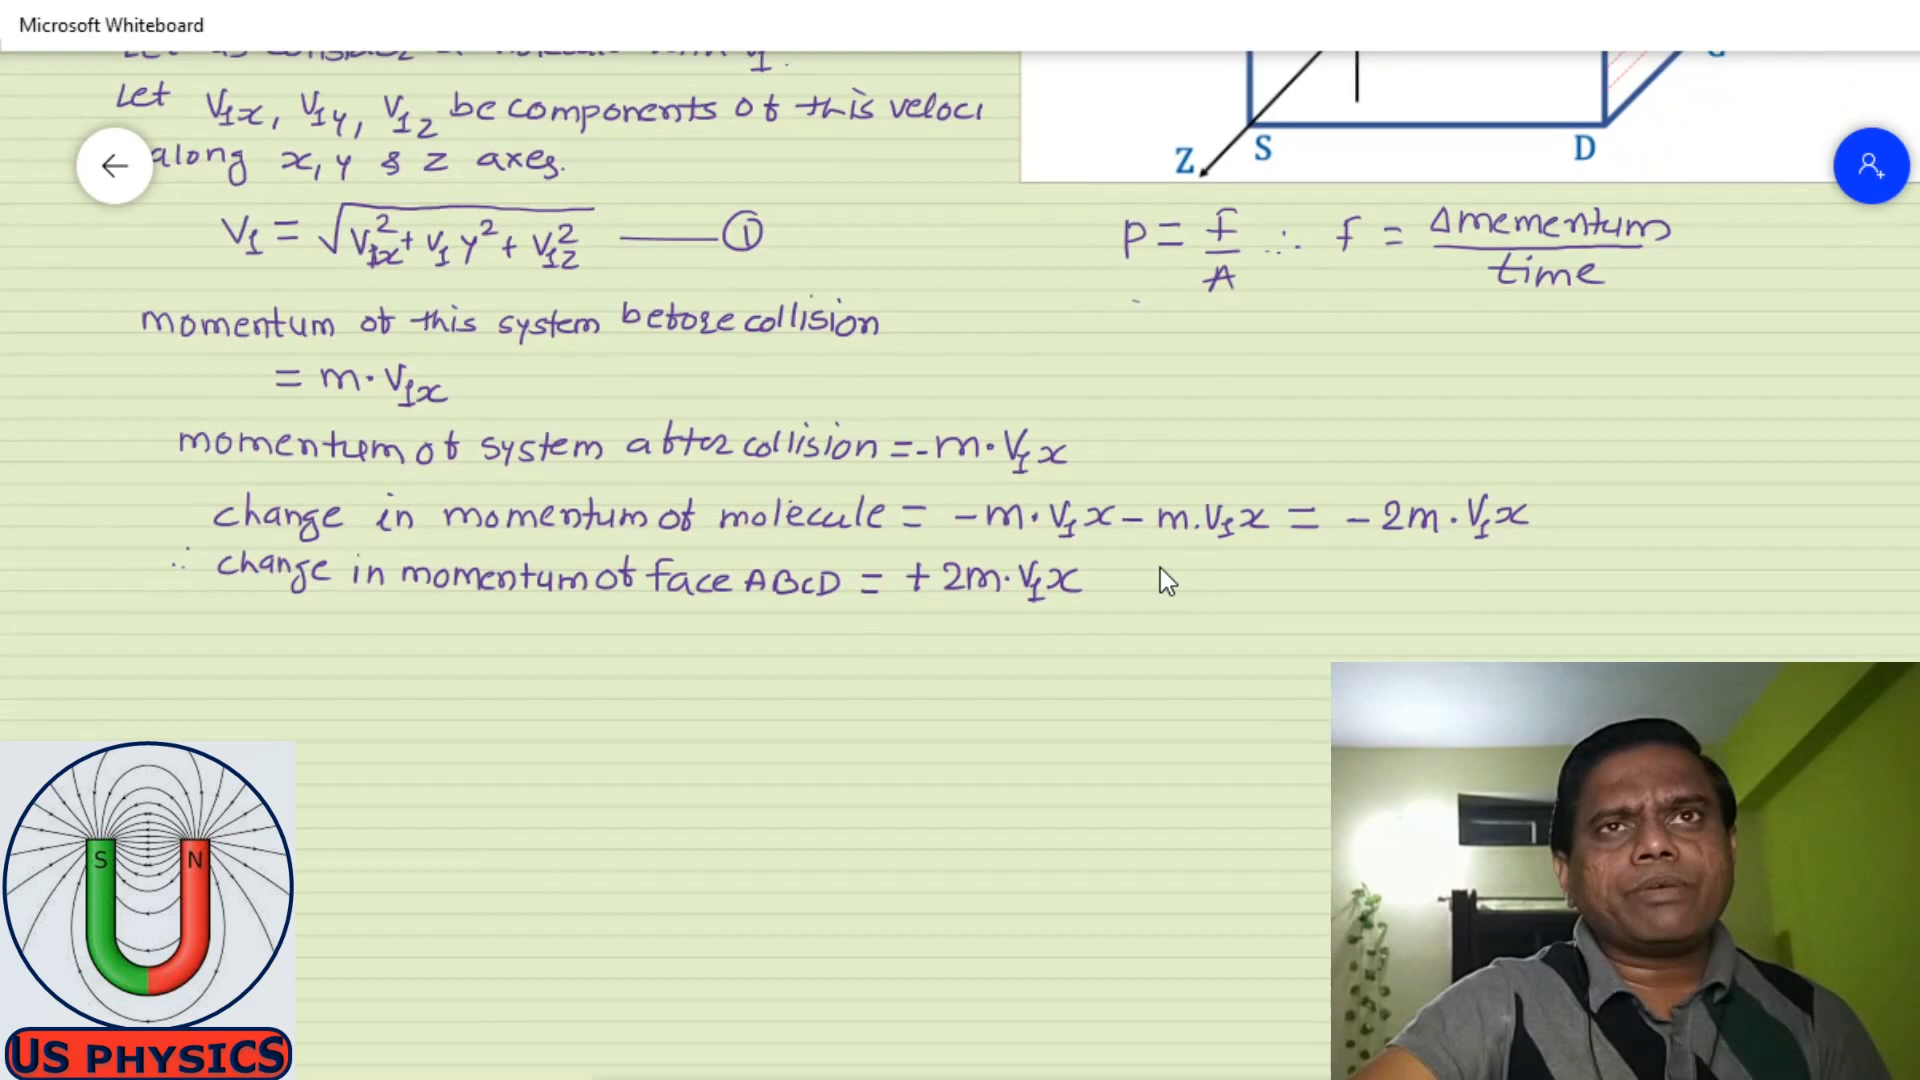 Microsoft Whiteboard
Let V1x, V1y, V1z be components of this veloci
along x, y & z axes.
V1 = √V1x² + V1y² + V1z² —— ①
momentum of this system before collision
= m·V1x
momentum of system after collision = -m·V1x
change in momentum of molecule = -m·V1x - m.V1x = -2m·V1x
∴ change in momentum of face ABCD = +2m·V1x
Z
S
D
P = F/A ∴ f = Δmementum/time
S
N
US PHYSICS